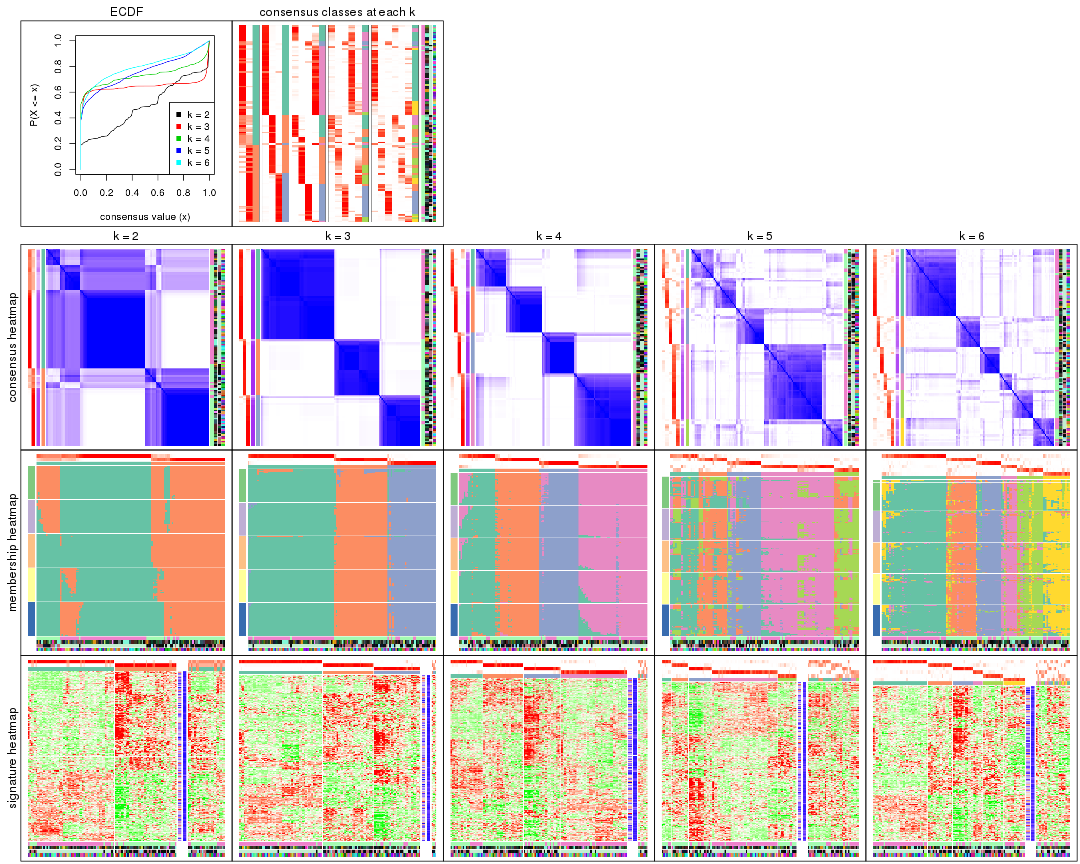 ECDF
consensus classes at each k
P(X <= x)
0.0 0.2 0.4 0.6 0.8 1.0
k = 2
k = 3
k = 4
k = 5
k = 6
0.0 0.2 0.4 0.6 0.8 1.0
consensus value (x)
k = 2 k = 3 k = 4 k = 5 k = 6
consensus heatmap
membership heatmap
signature heatmap